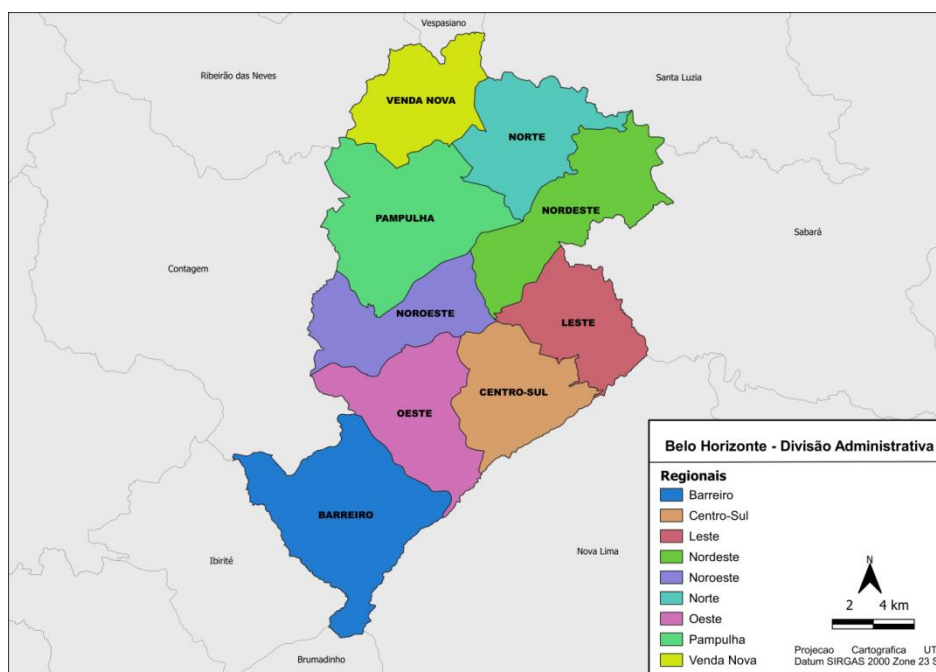 Vespasiano
Ribeirão das Neves
Santa Luzia
VENDA NOVA
NORTE
NORDESTE
PAMPULHA
Sabará
Contagem
NOROESTE
LESTE
CENTRO-SUL
OESTE
BARREIRO
Ibirité
Nova Lima
Brumadinho
Belo Horizonte - Divisão Administrativa
Regionais
Barreiro
Centro-Sul
Leste
Nordeste
Noroeste
Norte
Oeste
Pampulha
Venda Nova
N
2 4 km
Projecao Cartografica UT
Datum SIRGAS 2000 Zone 23 S